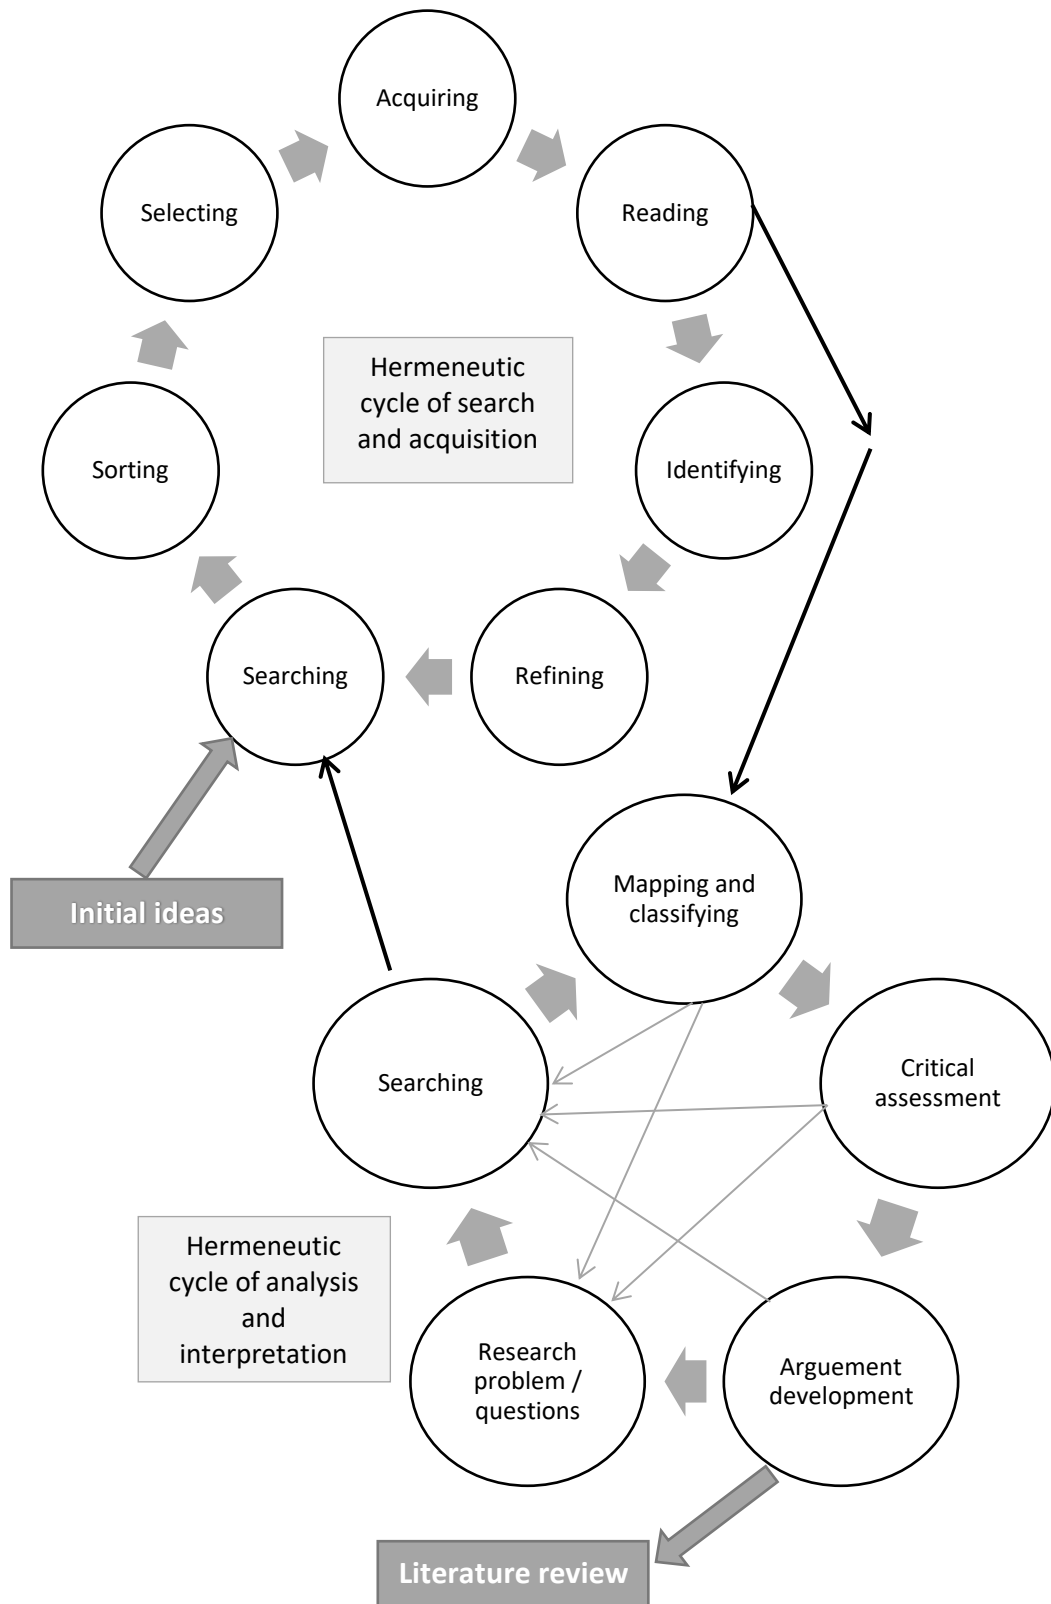 Acquiring
Selecting
Reading
Hermeneutic
cycle of search
and acquisition
Sorting
Identifying
Searching
Refining
Initial ideas
Mapping and
classifying
Searching
Critical
assessment
Hermeneutic
cycle of analysis
and
interpretation
Research
problem /
questions
Arguement
development
Literature review